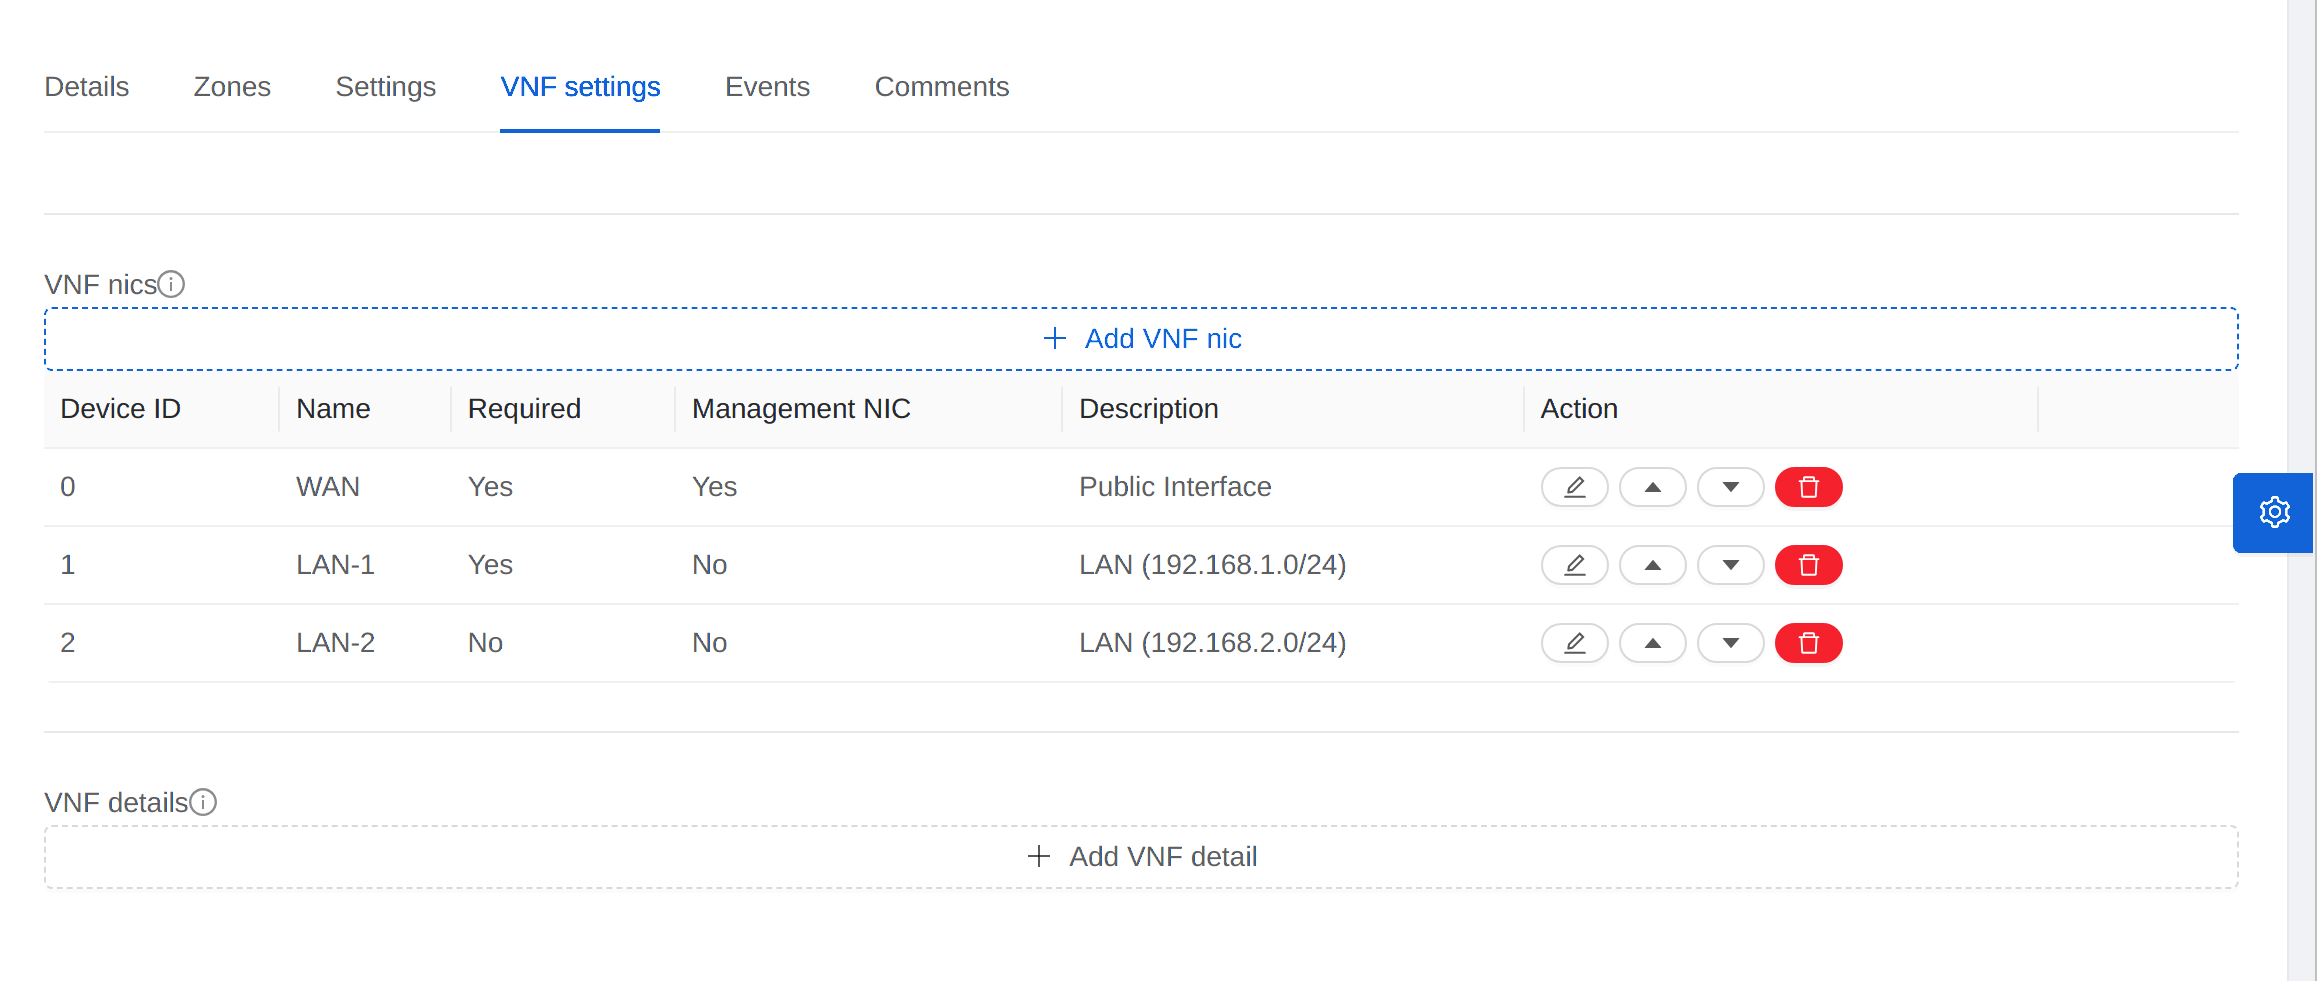 Details Zones Settings VNF settings Events Comments
VNF nics
Add VNF nic
Device ID Name Required Management NIC Description Action
0 WAN Yes Yes Public Interface
1 LAN-1 Yes No LAN (192.168.1.0/24)
2 LAN-2 No No LAN (192.168.2.0/24)
VNF details
Add VNF detail